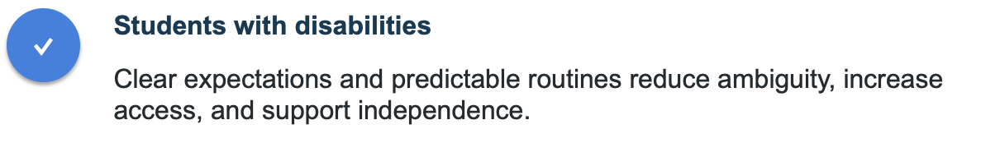 Students with disabilities
Clear expectations and predictable routines reduce ambiguity, increase
access, and support independence.